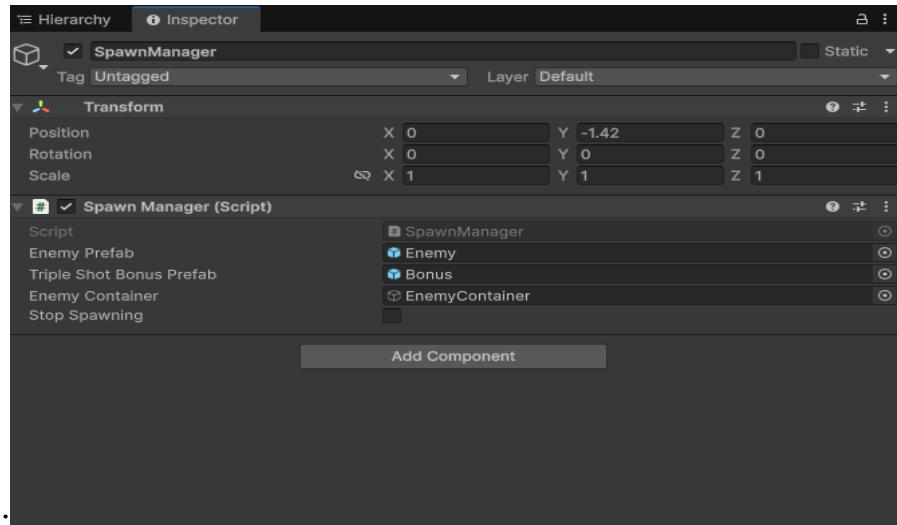 Hierarchy Inspector
SpawnManager Static
Tag Untagged Layer Default
Transform
Position X 0 Y -1.42 Z 0
Rotation X 0 Y 0 Z 0
Scale X 1 Y 1 Z 1
# Spawn Manager (Script)
Script # SpawnManager
Enemy Prefab Enemy
Triple Shot Bonus Prefab Bonus
Enemy Container EnemyContainer
Stop Spawning
Add Component